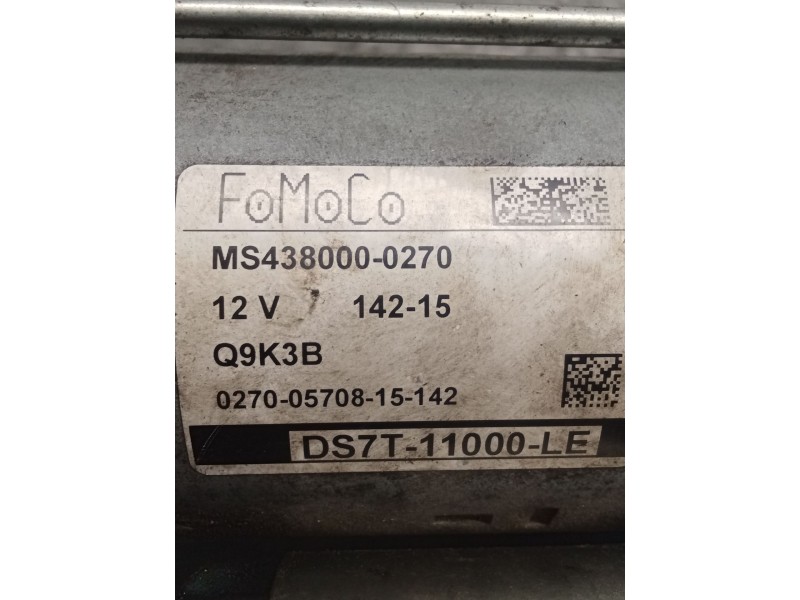 FoMoCo
MS438000-0270
12 V 142-15
Q9K3B
0270-05708-15-142
DS7T-11000-LE